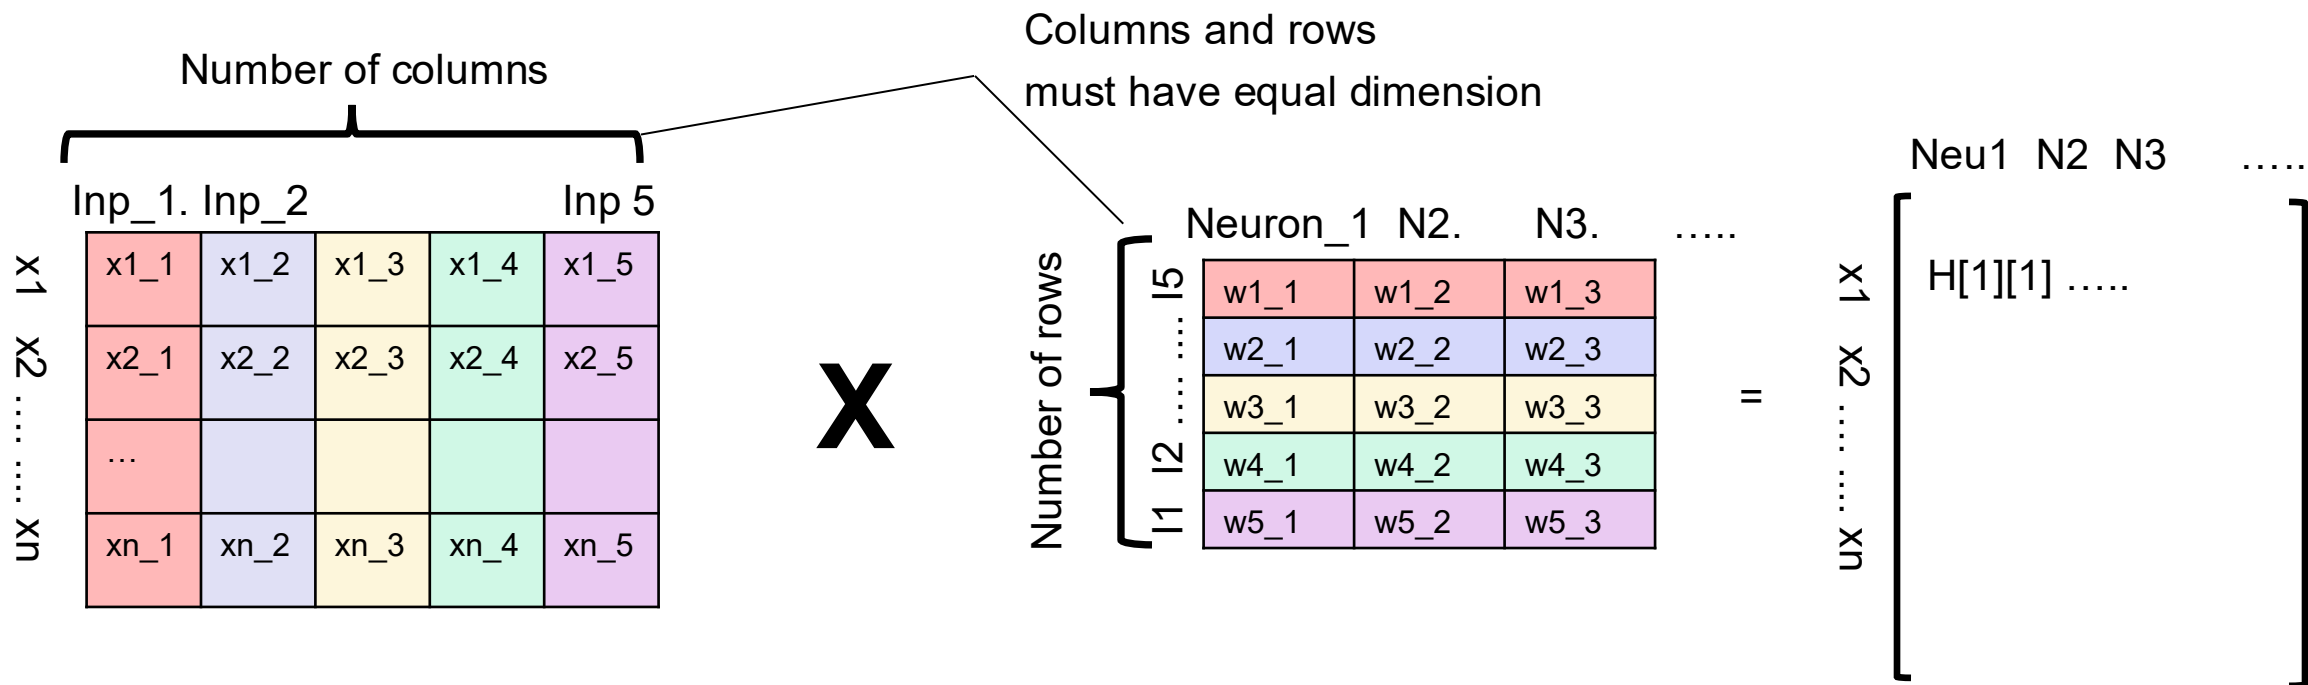 Columns and rows
must have equal dimension
Number of columns
Inp_1. Inp_2 Inp 5
x1 x2 .... .... xn
x1_1 x1_2 x1_3 x1_4 x1_5
x2_1 x2_2 x2_3 x2_4 x2_5
...
xn_1 xn_2 xn_3 xn_4 xn_5
X
Number of rows
I1 I2 .... .... I5
Neuron_1 N2. N3. .....
w1_1 w1_2 w1_3
w2_1 w2_2 w2_3
w3_1 w3_2 w3_3
w4_1 w4_2 w4_3
w5_1 w5_2 w5_3
=
Neu1 N2 N3 .....
x1 x2 .... .... xn
H[1][1] .....